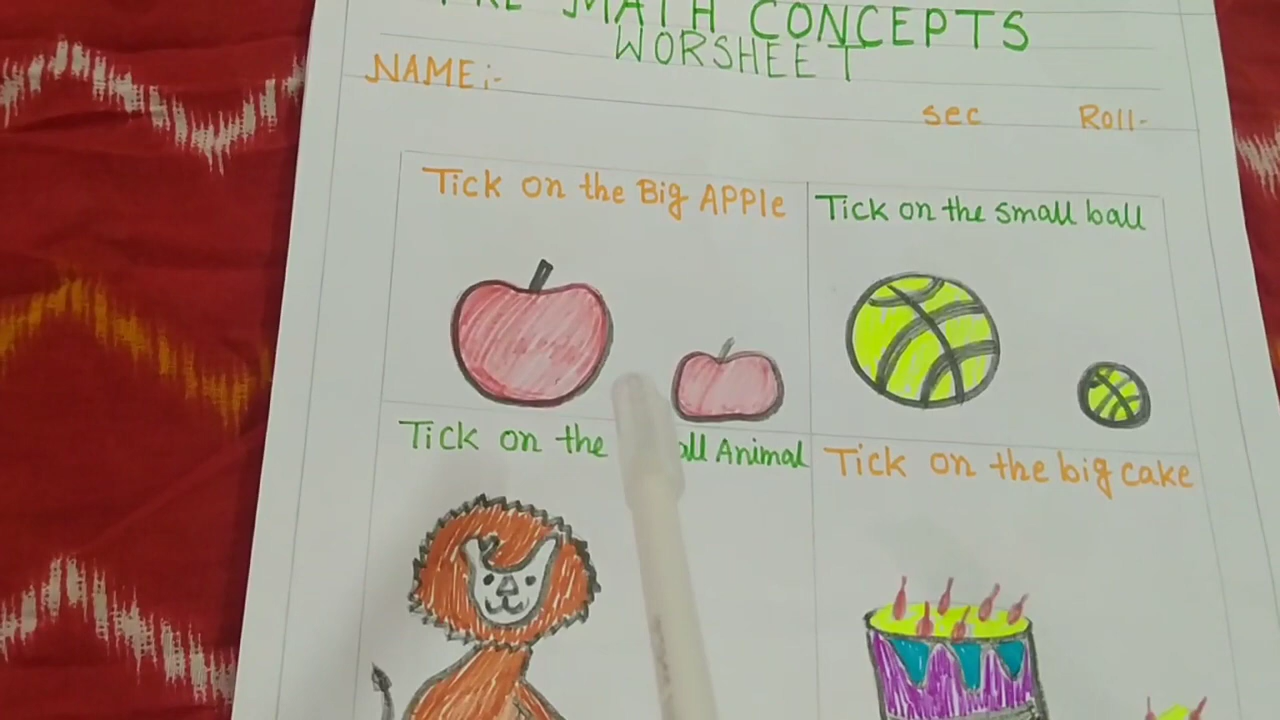 MATH CONCEPTS
WORSHEET
NAME:-
sec Roll-
Tick on the Big APPle
Tick on the small ball
Tick on the all Animal
Tick on the big cake